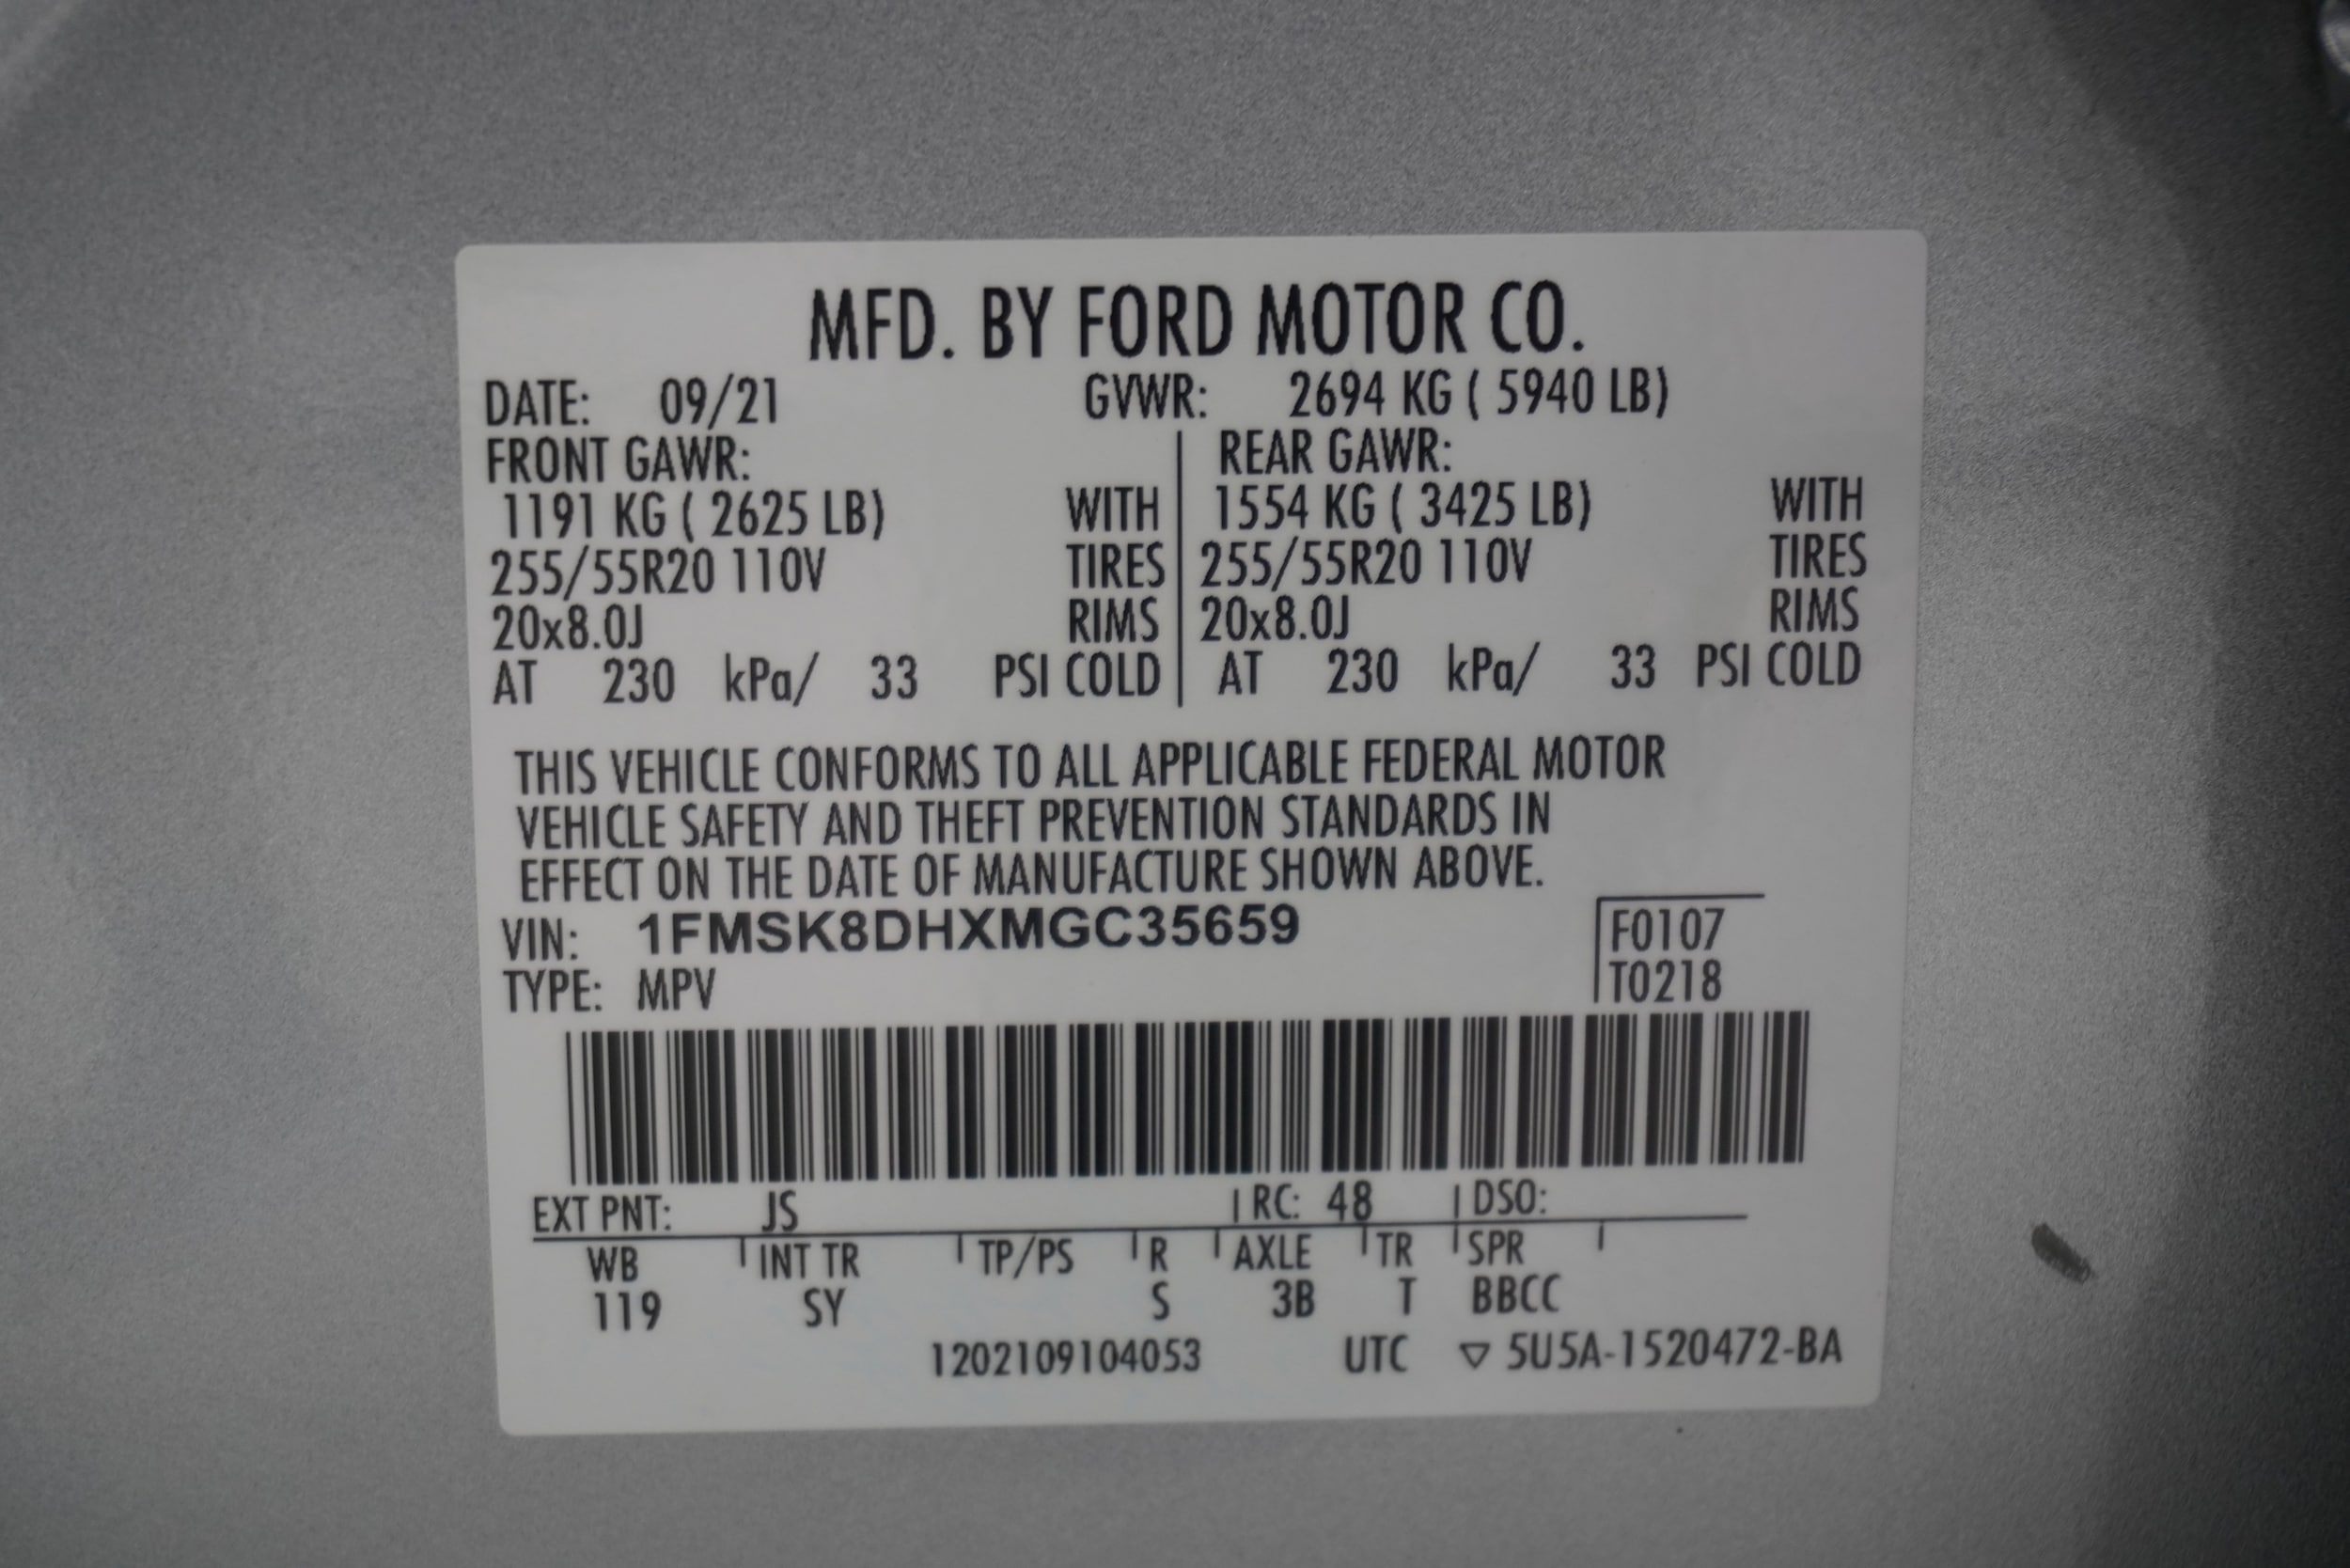 MFD. BY FORD MOTOR CO.
DATE: 09/21 GVWR: 2694 KG ( 5940 LB)
FRONT GAWR: REAR GAWR:
1191 KG ( 2625 LB) WITH 1554 KG ( 3425 LB) WITH
255/55R20 110V TIRES 255/55R20 110V TIRES
20x8.0J RIMS 20x8.0J RIMS
AT 230 kPa/ 33 PSI COLD AT 230 kPa/ 33 PSI COLD
THIS VEHICLE CONFORMS TO ALL APPLICABLE FEDERAL MOTOR
VEHICLE SAFETY AND THEFT PREVENTION STANDARDS IN
EFFECT ON THE DATE OF MANUFACTURE SHOWN ABOVE.
VIN: 1FMSK8DHXMGC35659 F0107
TYPE: MPV T0218
EXT PNT: JS RC: 48 DSO:
WB INT TR TP/PS R AXLE TR SPR
119 SY S 3B T BBCC
1202109104053 UTC ▽ 5U5A-1520472-BA